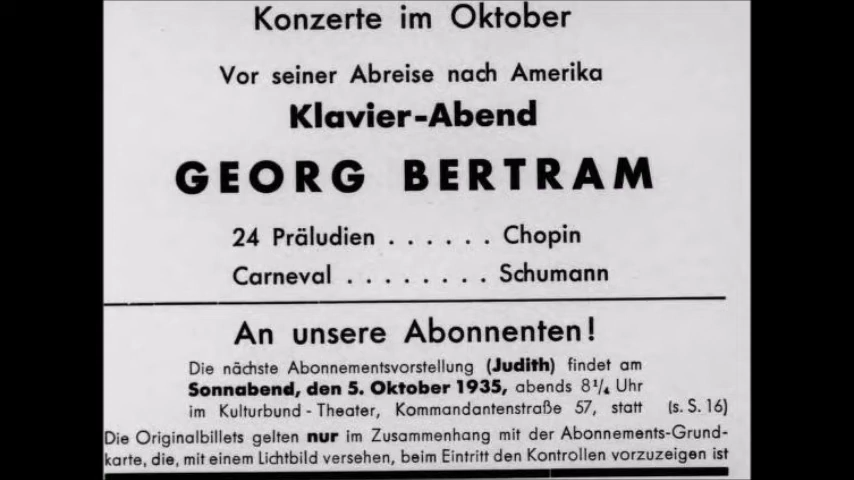 Konzerte im Oktober
Vor seiner Abreise nach Amerika
Klavier-Abend
GEORG BERTRAM
24 Präludien . . . . . . Chopin
Carneval . . . . . . . . Schumann
An unsere Abonnenten!
Die nächste Abonnementsvorstellung (Judith) findet am
Sonnabend, den 5. Oktober 1935, abends 8¼ Uhr
im Kulturbund - Theater, Kommandantenstraße 57, statt (s. S. 16)
Die Originalbillets gelten nur im Zusammenhang mit der Abonnements-Grund-
karte, die, mit einem Lichtbild versehen, beim Eintritt den Kontrollen vorzuzeigen ist